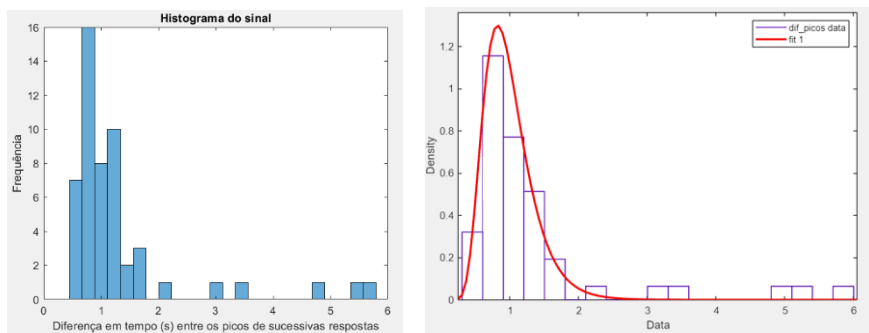 Histograma do sinal
16
14
12
10
8
6
4
2
0
Frequência
0 1 2 3 4 5 6
Diferença em tempo (s) entre os picos de sucessivas respostas
dif_picos data
fit 1
1.2
1
0.8
0.6
0.4
0.2
0
Density
1 2 3 4 5 6
Data